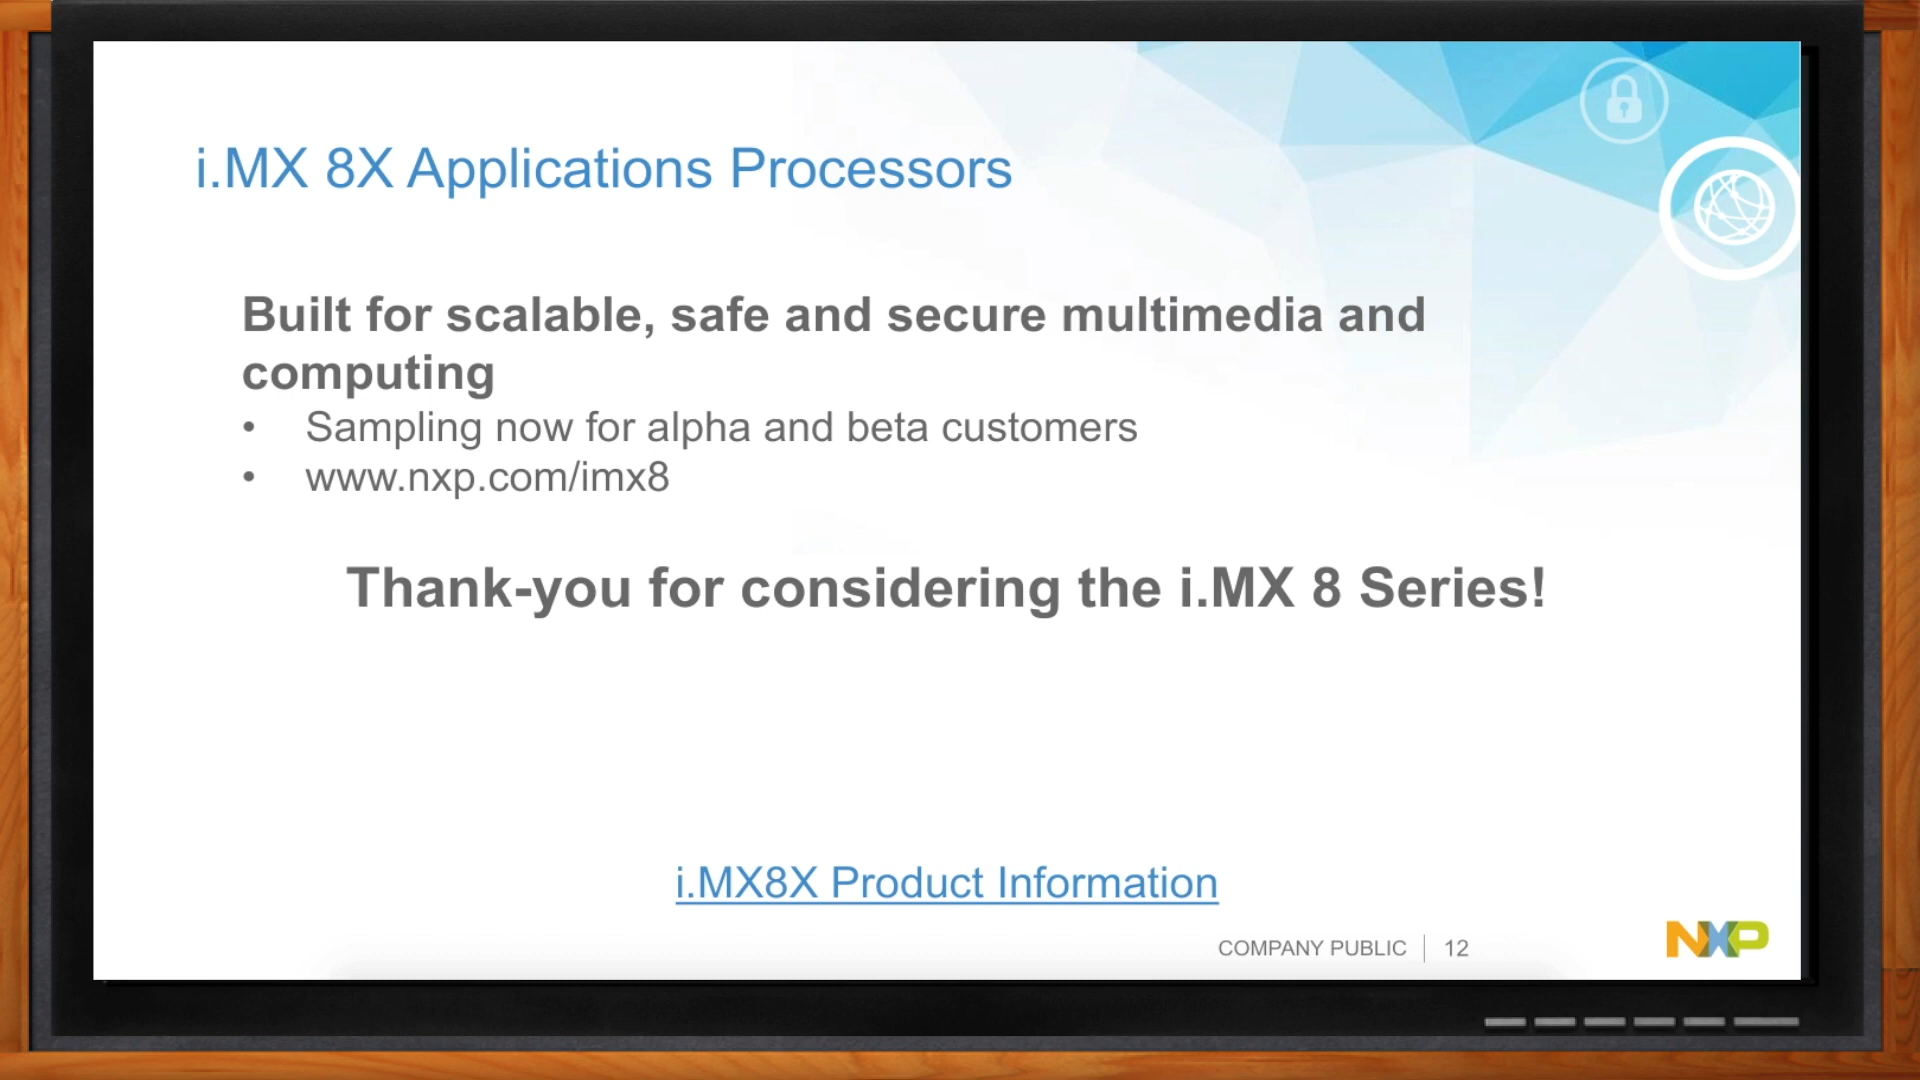 i.MX 8X Applications Processors
Built for scalable, safe and secure multimedia and
computing
• Sampling now for alpha and beta customers
• www.nxp.com/imx8
Thank-you for considering the i.MX 8 Series!
i.MX8X Product Information
COMPANY PUBLIC | 12
NXP